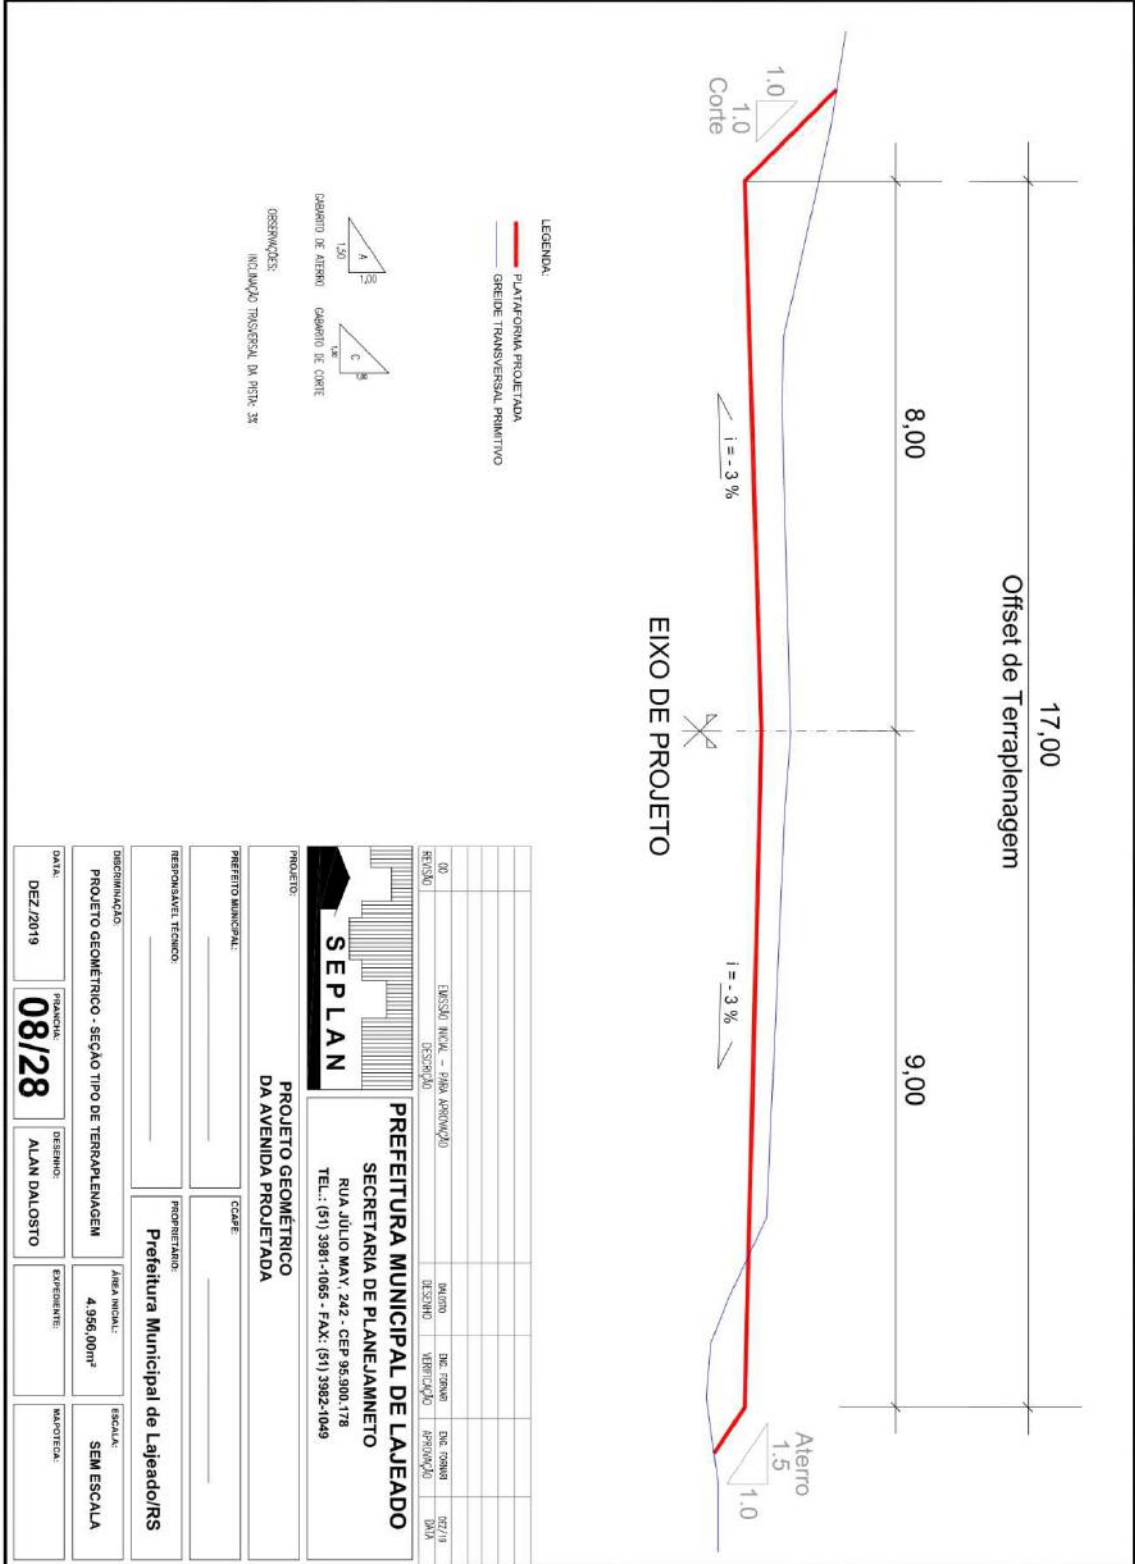 17,00
Offset de Terraplenagem
8,00
9,00
1.0
1.0
Corte
i = - 3 %
i = - 3 %
Aterro
1.5
1.0
EIXO DE PROJETO
LEGENDA:
PLATAFORMA PROJETADA
GREIDE TRANSVERSAL PRIMITIVO
A
1,00
1,50
C
GABARITO DE ATERRO
GABARITO DE CORTE
OBSERVAÇÕES:
INCLINAÇÃO TRASVERSAL DA PISTA: 3%
00
EMISSÃO INICIAL - PARA APROVAÇÃO
DALOSTO
ENG. FORNARI
ENG. FORNARI
DEZ/19
REVISÃO
DESCRIÇÃO
DESENHO
VERIFICAÇÃO
APROVAÇÃO
DATA
SEPLAN
PREFEITURA MUNICIPAL DE LAJEADO
SECRETARIA DE PLANEJAMNETO
RUA JÚLIO MAY, 242 - CEP 95.900.178
TEL.: (51) 3981-1065 - FAX: (51) 3982-1049
PROJETO:
PROJETO GEOMÉTRICO
DA AVENIDA PROJETADA
PREFEITO MUNICIPAL:
CCAPE:
RESPONSÁVEL TÉCNICO:
PROPRIETÁRIO:
Prefeitura Municipal de Lajeado/RS
DISCRIMINAÇÃO:
PROJETO GEOMÉTRICO - SEÇÃO TIPO DE TERRAPLENAGEM
ÁREA INICIAL:
4.956,00m²
ESCALA:
SEM ESCALA
DATA:
DEZ./2019
PRANCHA:
08/28
DESENHO:
ALAN DALOSTO
EXPEDIENTE:
MAPOTECA: